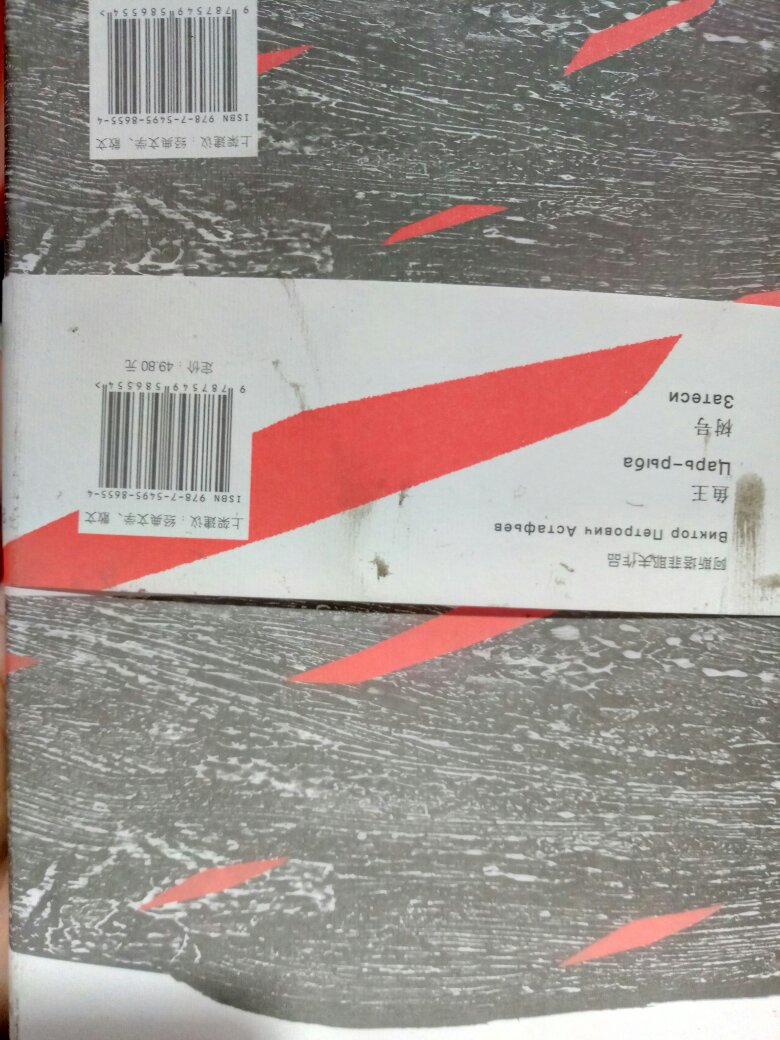 阿斯塔菲耶夫作品
Виктор Петрович Астафьев
鱼王
Царь-рыба
树号
Затеси
上架建议：经典文学、散文
ISBN 978-7-5495-8655-4
9 787549 586554 >
定价：49.80 元
上架建议：经典文学、散文
ISBN 978-7-5495-8655-4
9 787549 586554 >